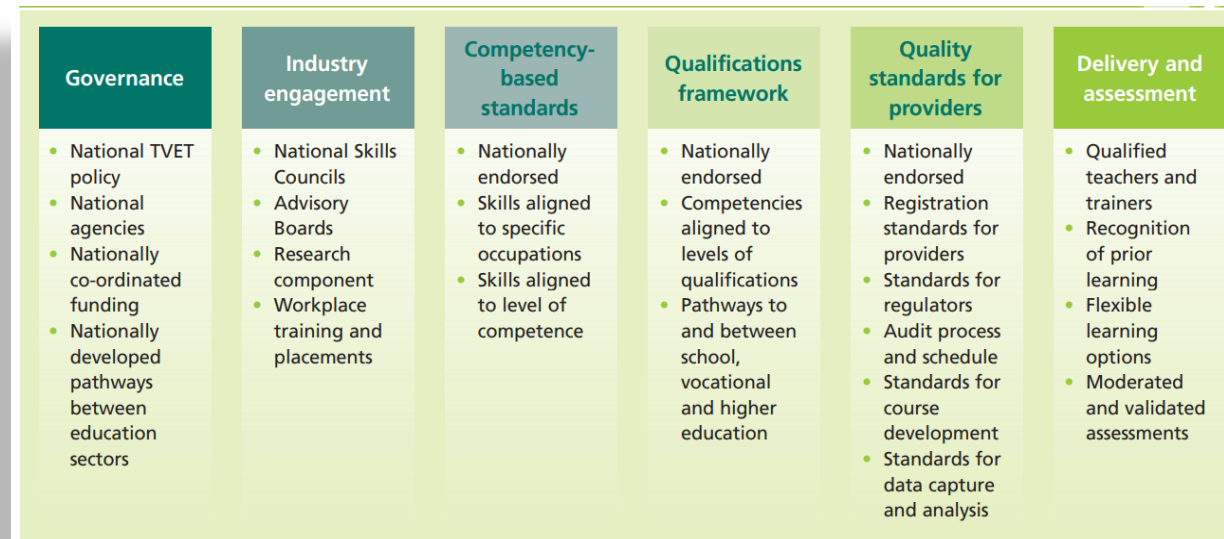 Governance
• National TVET
policy
• National
agencies
• Nationally
co-ordinated
funding
• Nationally
developed
pathways
between
education
sectors
Industry
engagement
• National Skills
Councils
• Advisory
Boards
• Research
component
• Workplace
training and
placements
Competency-
based
standards
• Nationally
endorsed
• Skills aligned
to specific
occupations
• Skills aligned
to level of
competence
Qualifications
framework
• Nationally
endorsed
• Competencies
aligned to
levels of
qualifications
• Pathways to
and between
school,
vocational
and higher
education
Quality
standards for
providers
• Nationally
endorsed
• Registration
standards for
providers
• Standards for
regulators
• Audit process
and schedule
• Standards for
course
development
• Standards for
data capture
and analysis
Delivery and
assessment
• Qualified
teachers and
trainers
• Recognition
of prior
learning
• Flexible
learning
options
• Moderated
and validated
assessments